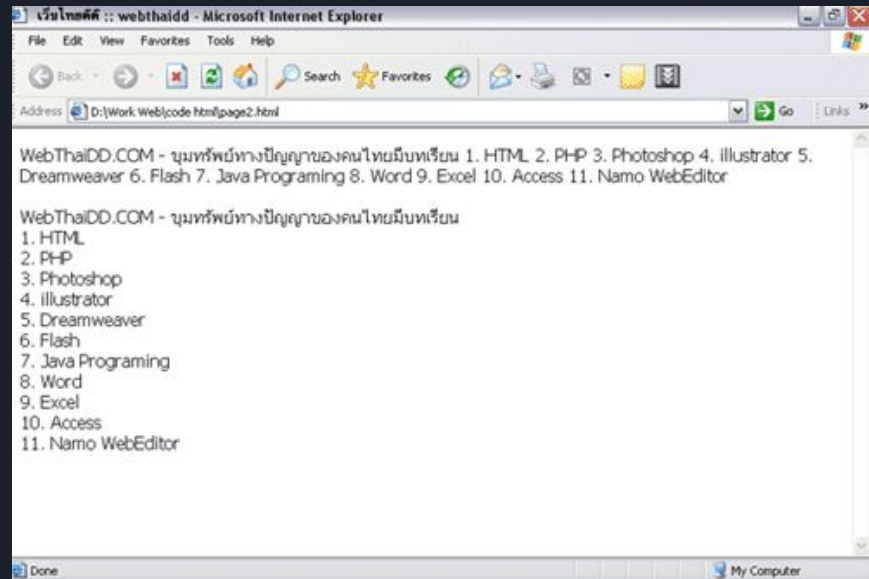 เว็บไทยดีดี :: webthaidd - Microsoft Internet Explorer
File Edit View Favorites Tools Help
Back Search Favorites
Address D:\Work Web\code html\page2.html Go Links »
WebThaiDD.COM - ขุมทรัพย์ทางปัญญาของคนไทยมีบทเรียน 1. HTML 2. PHP 3. Photoshop 4. illustrator 5.
Dreamweaver 6. Flash 7. Java Programing 8. Word 9. Excel 10. Access 11. Namo WebEditor
WebThaiDD.COM - ขุมทรัพย์ทางปัญญาของคนไทยมีบทเรียน
1. HTML
2. PHP
3. Photoshop
4. illustrator
5. Dreamweaver
6. Flash
7. Java Programing
8. Word
9. Excel
10. Access
11. Namo WebEditor
Done My Computer